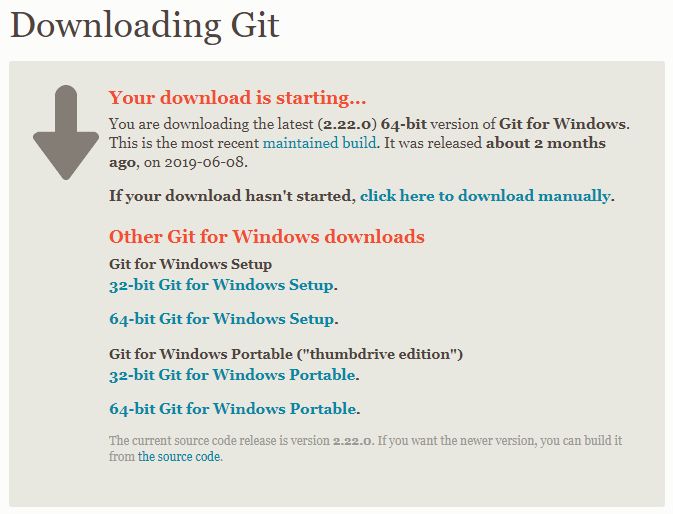 Downloading Git
Your download is starting...
You are downloading the latest (2.22.0) 64-bit version of Git for Windows.
This is the most recent maintained build. It was released about 2 months
ago, on 2019-06-08.
If your download hasn't started, click here to download manually.
Other Git for Windows downloads
Git for Windows Setup
32-bit Git for Windows Setup.
64-bit Git for Windows Setup.
Git for Windows Portable ("thumbdrive edition")
32-bit Git for Windows Portable.
64-bit Git for Windows Portable.
The current source code release is version 2.22.0. If you want the newer version, you can build it
from the source code.